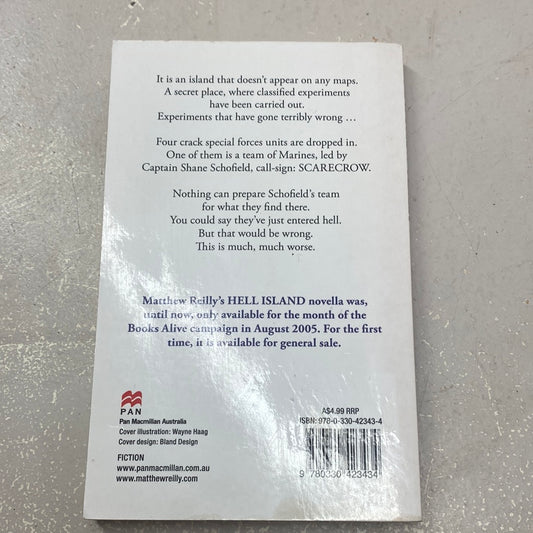 It is an island that doesn't appear on any maps.
A secret place, where classified experiments
have been carried out.
Experiments that have gone terribly wrong …
Four crack special forces units are dropped in.
One of them is a team of Marines, led by
Captain Shane Schofield, call-sign: SCARECROW.
Nothing can prepare Schofield's team
for what they find there.
You could say they've just entered hell.
But that would be wrong.
This is much, much worse.
Matthew Reilly's HELL ISLAND novella was,
until now, only available for the month of the
Books Alive campaign in August 2005. For the first
time, it is available for general sale.
PAN
Pan Macmillan Australia
Cover illustration: Wayne Haag
Cover design: Bland Design
FICTION
www.panmacmillan.com.au
www.matthewreilly.com
A$4.99 RRP
ISBN: 978-0-330-42343-4
9 780330 423434